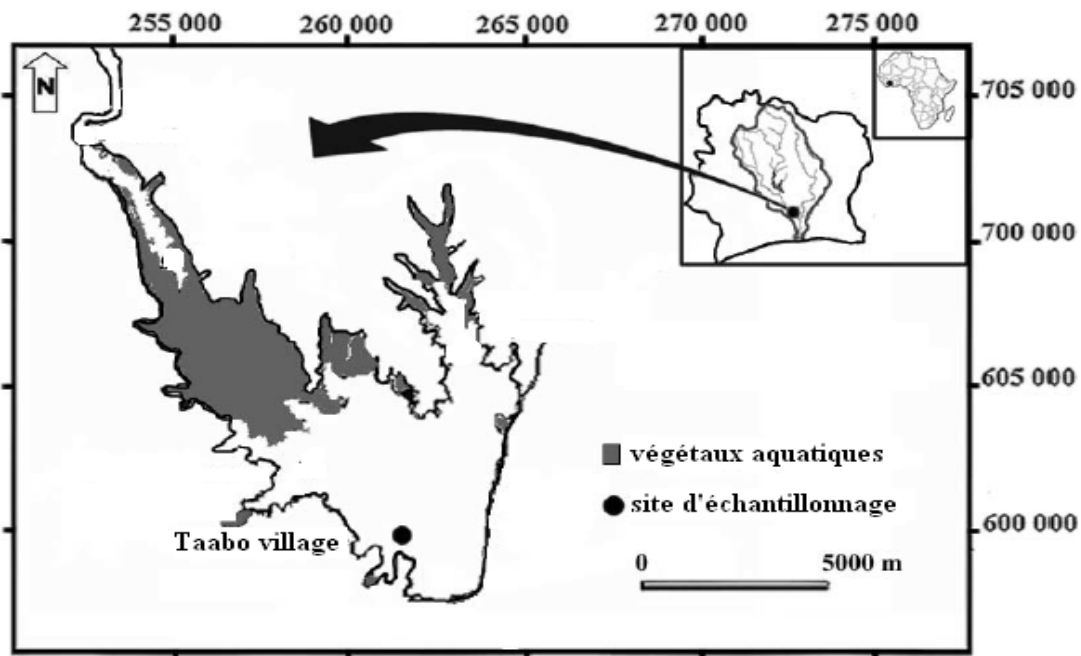 255 000 260 000 265 000 270 000 275 000
N
705 000
700 000
605 000
végétaux aquatiques
site d'échantillonnage
600 000
Taabo village
0 5000 m